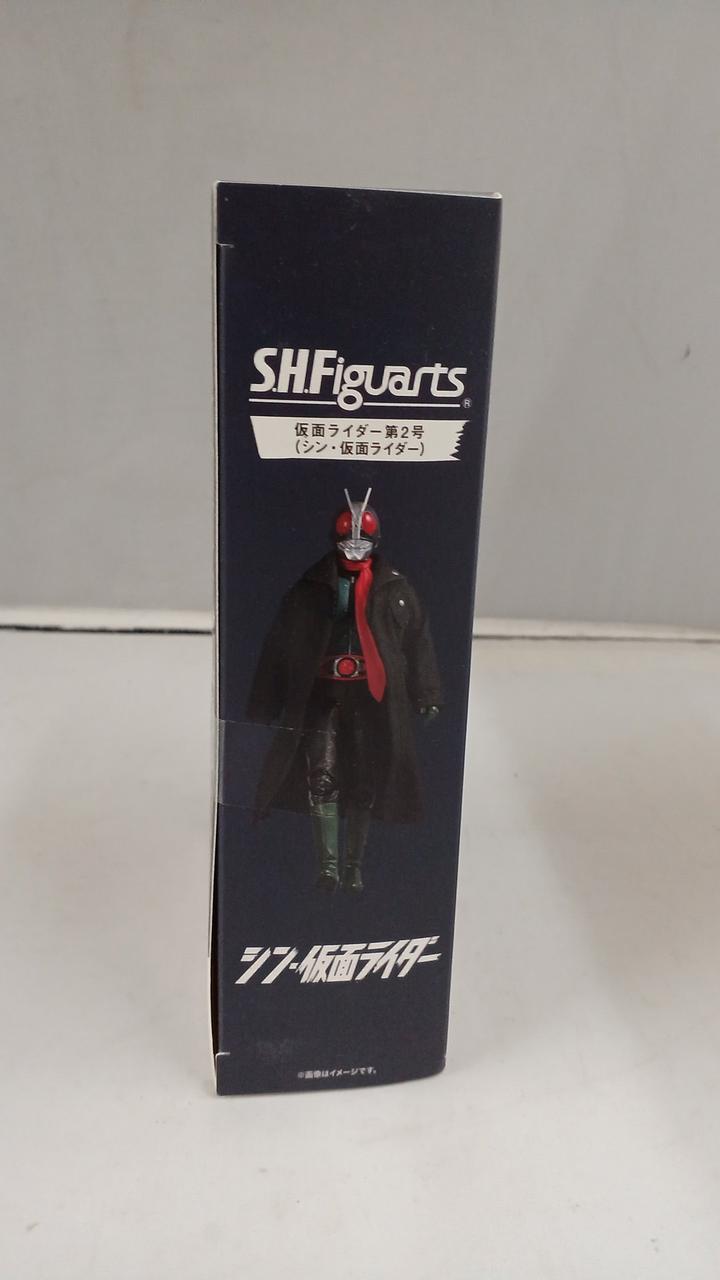 S.H.Figuarts
®
仮面ライダー第2号
(シン・仮面ライダー)
シン・仮面ライダー
※画像はイメージです。